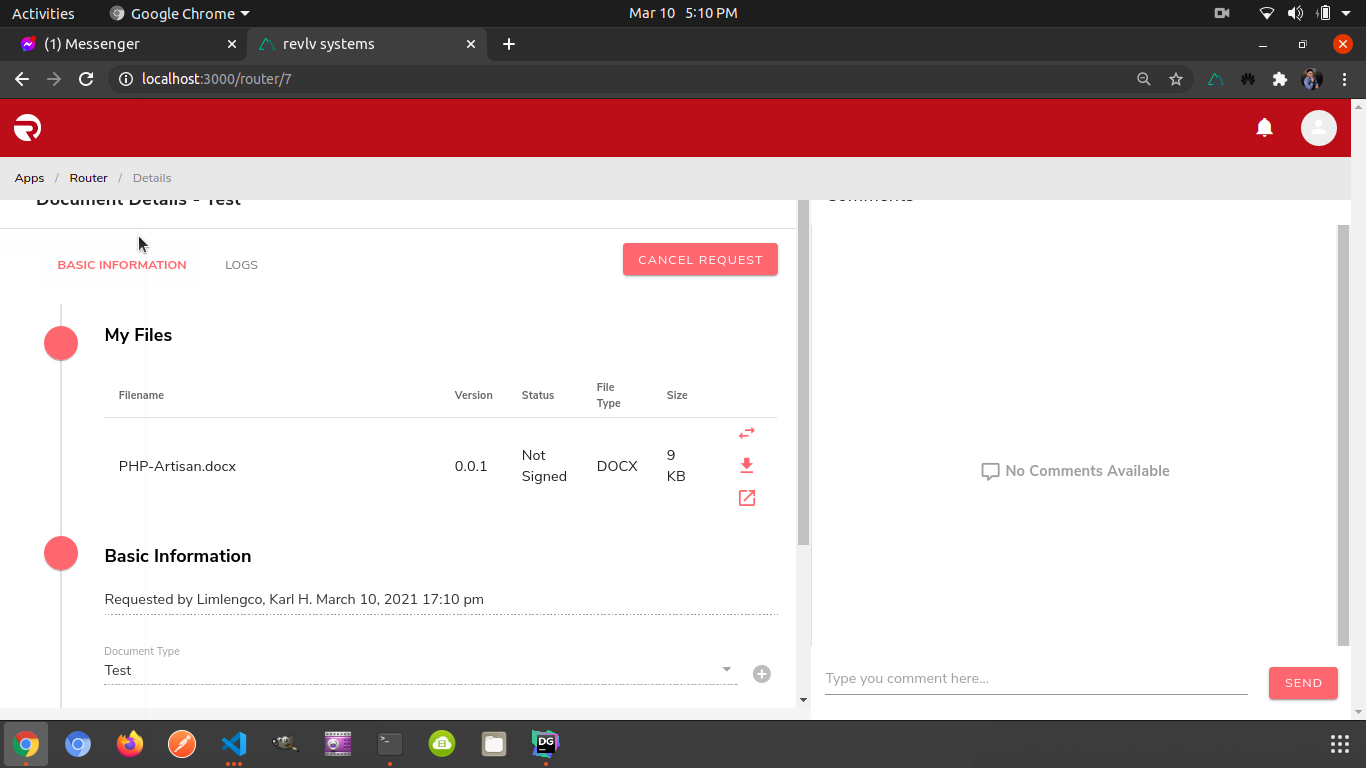 Activities
Google Chrome
Mar 10 5:10 PM
(1) Messenger
revlv systems
localhost:3000/router/7
Apps / Router / Details
Document Details - Test
Comments
BASIC INFORMATION
LOGS
CANCEL REQUEST
My Files
Filename
Version
Status
File
Type
Size
PHP-Artisan.docx
0.0.1
Not
Signed
DOCX
9
KB
No Comments Available
Basic Information
Requested by Limlengco, Karl H. March 10, 2021 17:10 pm
Document Type
Test
Type you comment here...
SEND
>_
DG